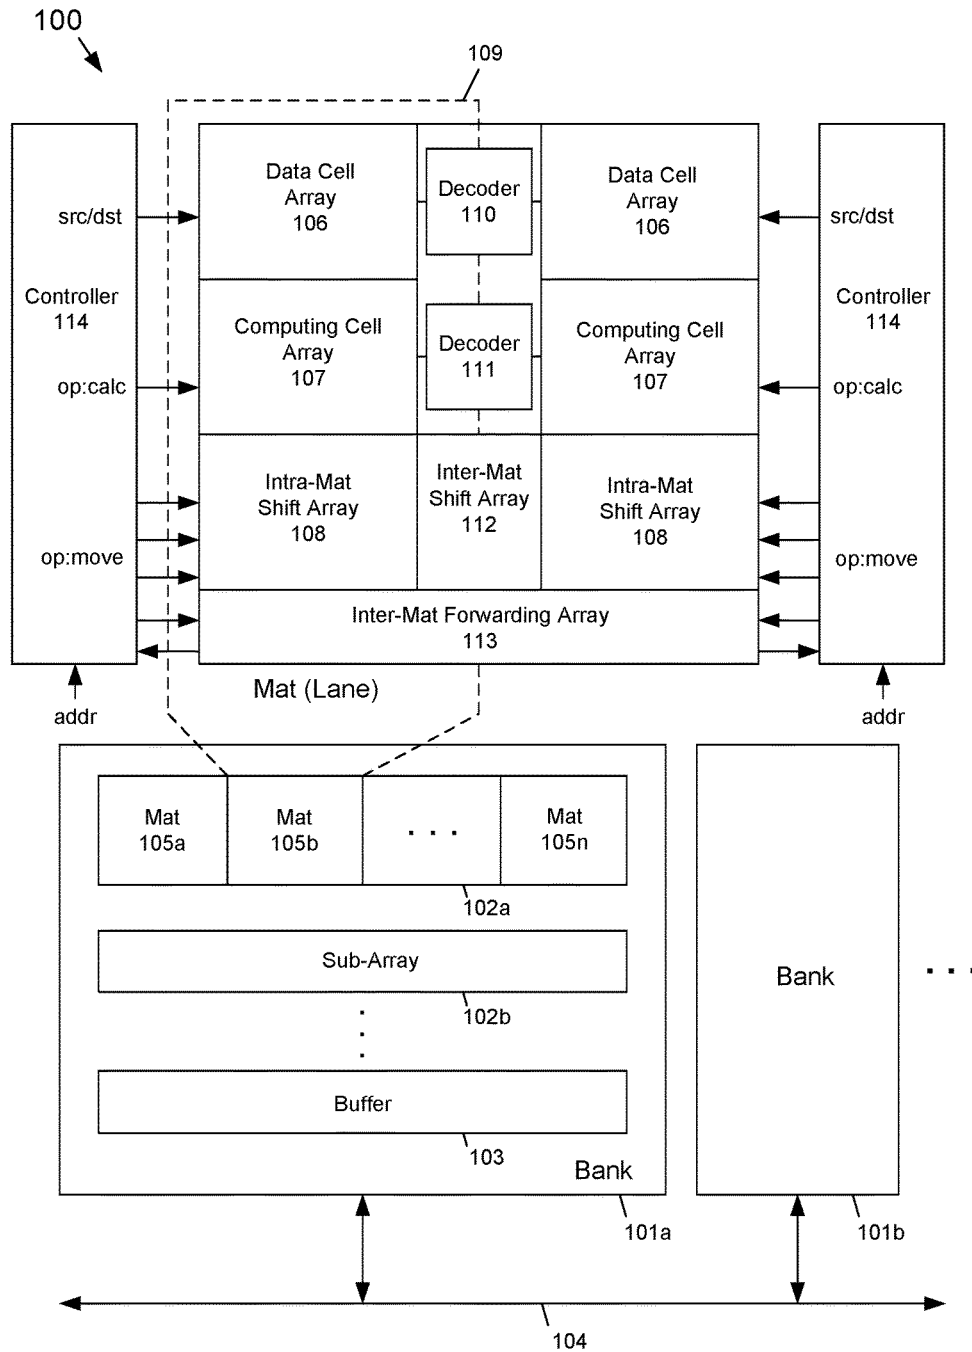 100
109
Data Cell
Array
106
Decoder
110
Data Cell
Array
106
src/dst
src/dst
Controller
114
Computing Cell
Array
107
Decoder
111
Computing Cell
Array
107
Controller
114
op:calc
op:calc
Intra-Mat
Shift Array
108
Inter-Mat
Shift Array
112
Intra-Mat
Shift Array
108
op:move
op:move
Inter-Mat Forwarding Array
113
Mat (Lane)
addr
addr
Mat
105a
Mat
105b
. . .
Mat
105n
102a
Sub-Array
102b
Buffer
103
Bank
101a
Bank
. . .
101b
104